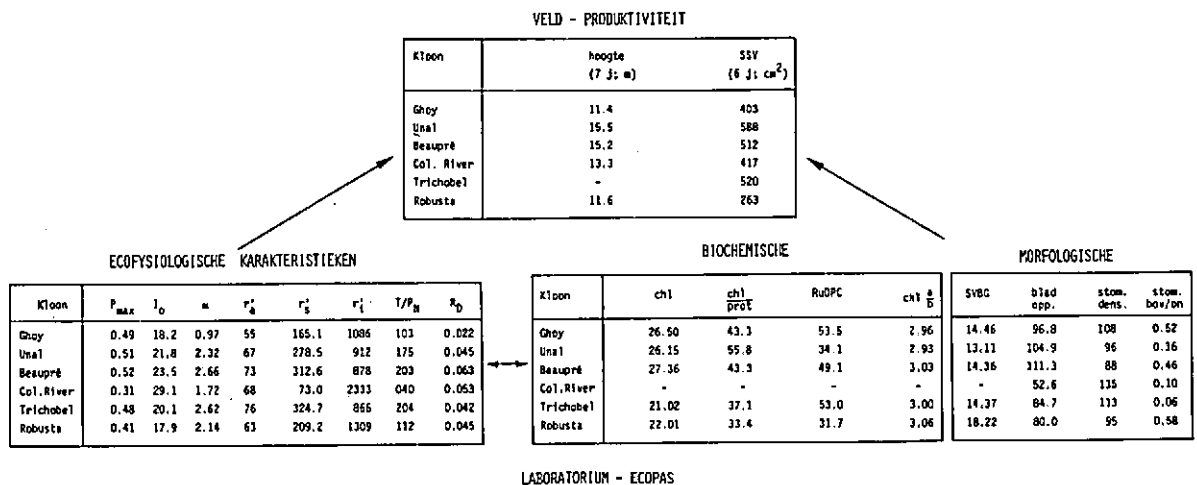 VELD - PRODUKTIVITEIT
Kloon hoogte SSV
(7 j; m) (6 j; cm²)
Ghoy 11.4 403
Unal 15.5 588
Beaupré 15.2 512
Col. River 13.3 417
Trichobel - 520
Robusta 11.6 263
ECOFYSIOLOGISCHE KARAKTERISTIEKEN
Kloon Pmax Io α r'a r's r'i T/PN RD
Ghoy 0.49 18.2 0.97 55 165.1 1086 103 0.022
Unal 0.51 21.8 2.32 67 278.5 912 175 0.045
Beaupré 0.52 23.5 2.66 73 312.6 878 203 0.063
Col.River 0.31 29.1 1.72 68 73.0 2333 040 0.053
Trichobel 0.48 20.1 2.62 76 324.7 866 204 0.042
Robusta 0.41 17.9 2.14 63 209.2 1309 112 0.045
BIOCHEMISCHE
Kloon chl chl/prot RuDPC chl a/b
Ghoy 26.50 43.3 53.5 2.96
Unal 26.15 55.8 34.1 2.93
Beaupré 27.36 43.3 49.1 3.03
Col.River - - - -
Trichobel 21.02 37.1 53.0 3.00
Robusta 22.01 33.4 31.7 3.06
MORFOLOGISCHE
SVBG blad stom. stom.
opp. dens. bov/on
14.46 96.8 108 0.52
13.11 104.9 96 0.36
14.36 111.3 88 0.46
- 52.6 135 0.10
14.37 84.7 113 0.06
18.22 80.0 95 0.58
LABORATORIUM - ECOPAS